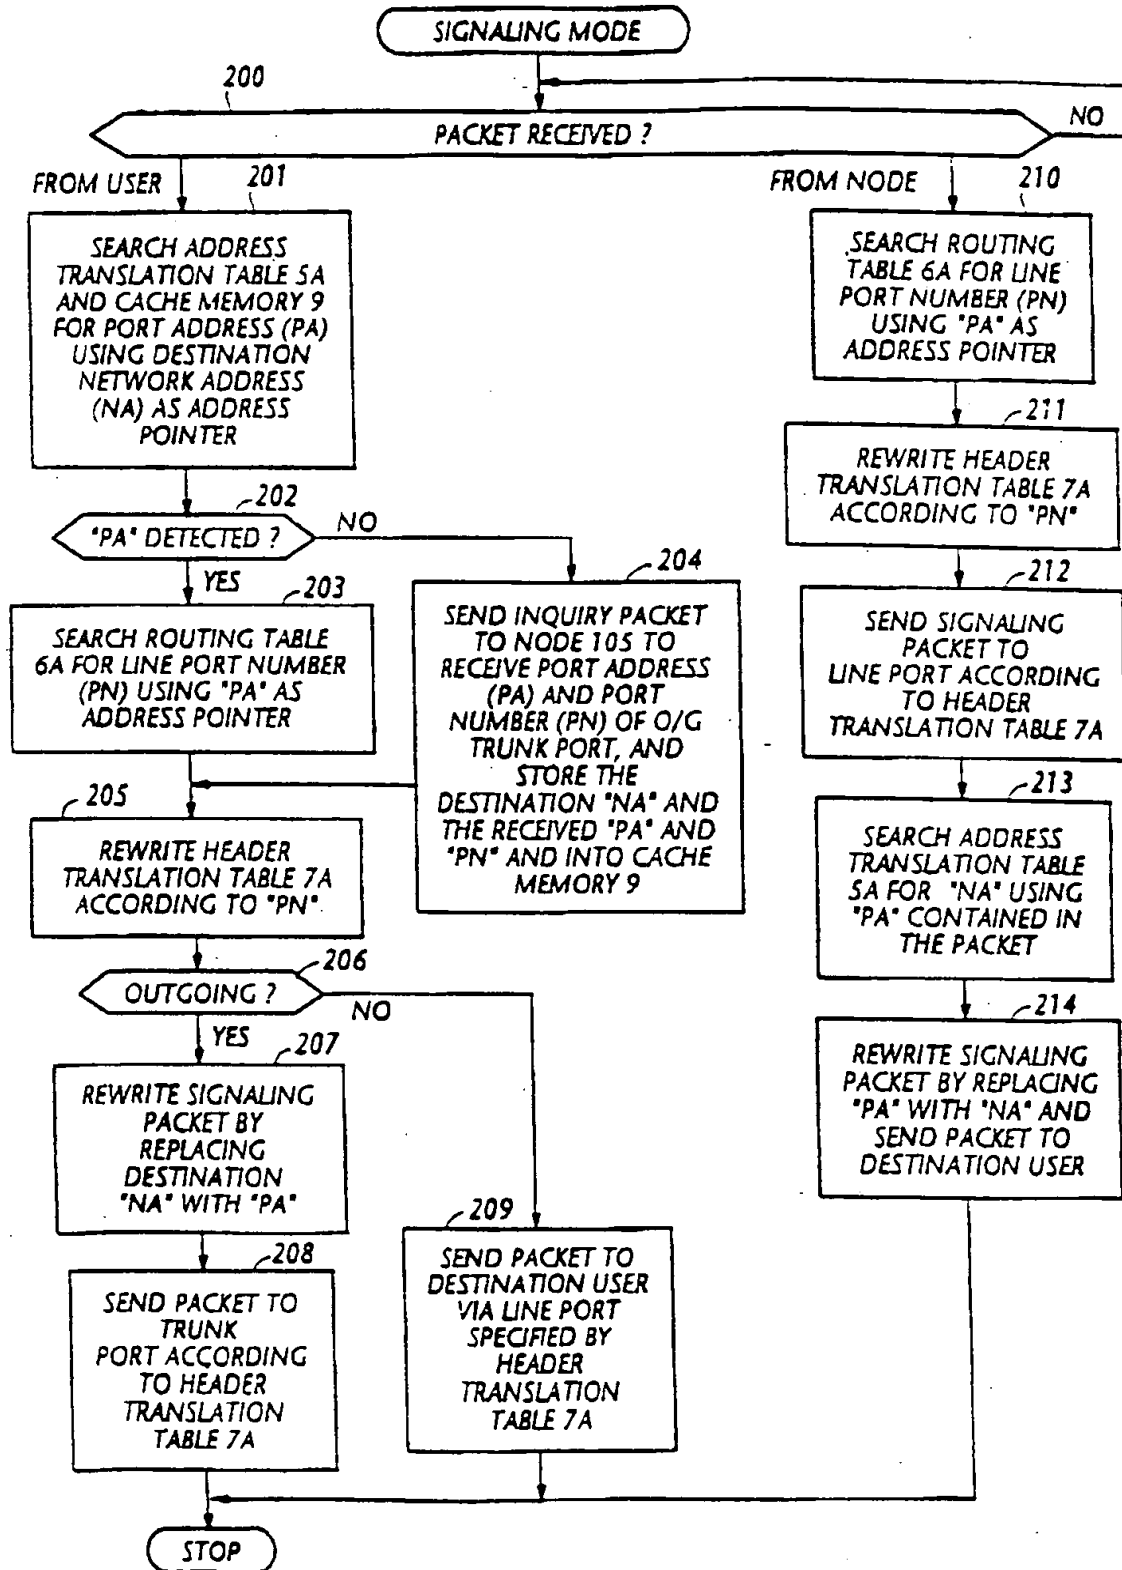 SIGNALING MODE
200
PACKET RECEIVED ?
NO
FROM USER
201
SEARCH ADDRESS
TRANSLATION TABLE 5A
AND CACHE MEMORY 9
FOR PORT ADDRESS (PA)
USING DESTINATION
NETWORK ADDRESS
(NA) AS ADDRESS
POINTER
202
"PA" DETECTED ?
NO
YES
203
SEARCH ROUTING TABLE
6A FOR LINE PORT NUMBER
(PN) USING "PA" AS
ADDRESS POINTER
204
SEND INQUIRY PACKET
TO NODE 105 TO
RECEIVE PORT ADDRESS
(PA) AND PORT
NUMBER (PN) OF O/G
TRUNK PORT, AND
STORE THE
DESTINATION "NA" AND
THE RECEIVED "PA" AND
"PN" AND INTO CACHE
MEMORY 9
205
REWRITE HEADER
TRANSLATION TABLE 7A
ACCORDING TO "PN"
206
OUTGOING ?
NO
YES
207
REWRITE SIGNALING
PACKET BY
REPLACING
DESTINATION
"NA" WITH "PA"
208
SEND PACKET TO
TRUNK
PORT ACCORDING
TO HEADER
TRANSLATION
TABLE 7A
209
SEND PACKET TO
DESTINATION USER
VIA LINE PORT
SPECIFIED BY
HEADER
TRANSLATION
TABLE 7A
FROM NODE
210
SEARCH ROUTING
TABLE 6A FOR LINE
PORT NUMBER (PN)
USING "PA" AS
ADDRESS POINTER
211
REWRITE HEADER
TRANSLATION TABLE 7A
ACCORDING TO "PN"
212
SEND SIGNALING
PACKET TO
LINE PORT ACCORDING
TO HEADER
TRANSLATION TABLE 7A
213
SEARCH ADDRESS
TRANSLATION TABLE
5A FOR "NA" USING
"PA" CONTAINED IN
THE PACKET
214
REWRITE SIGNALING
PACKET BY REPLACING
"PA" WITH "NA" AND
SEND PACKET TO
DESTINATION USER
STOP